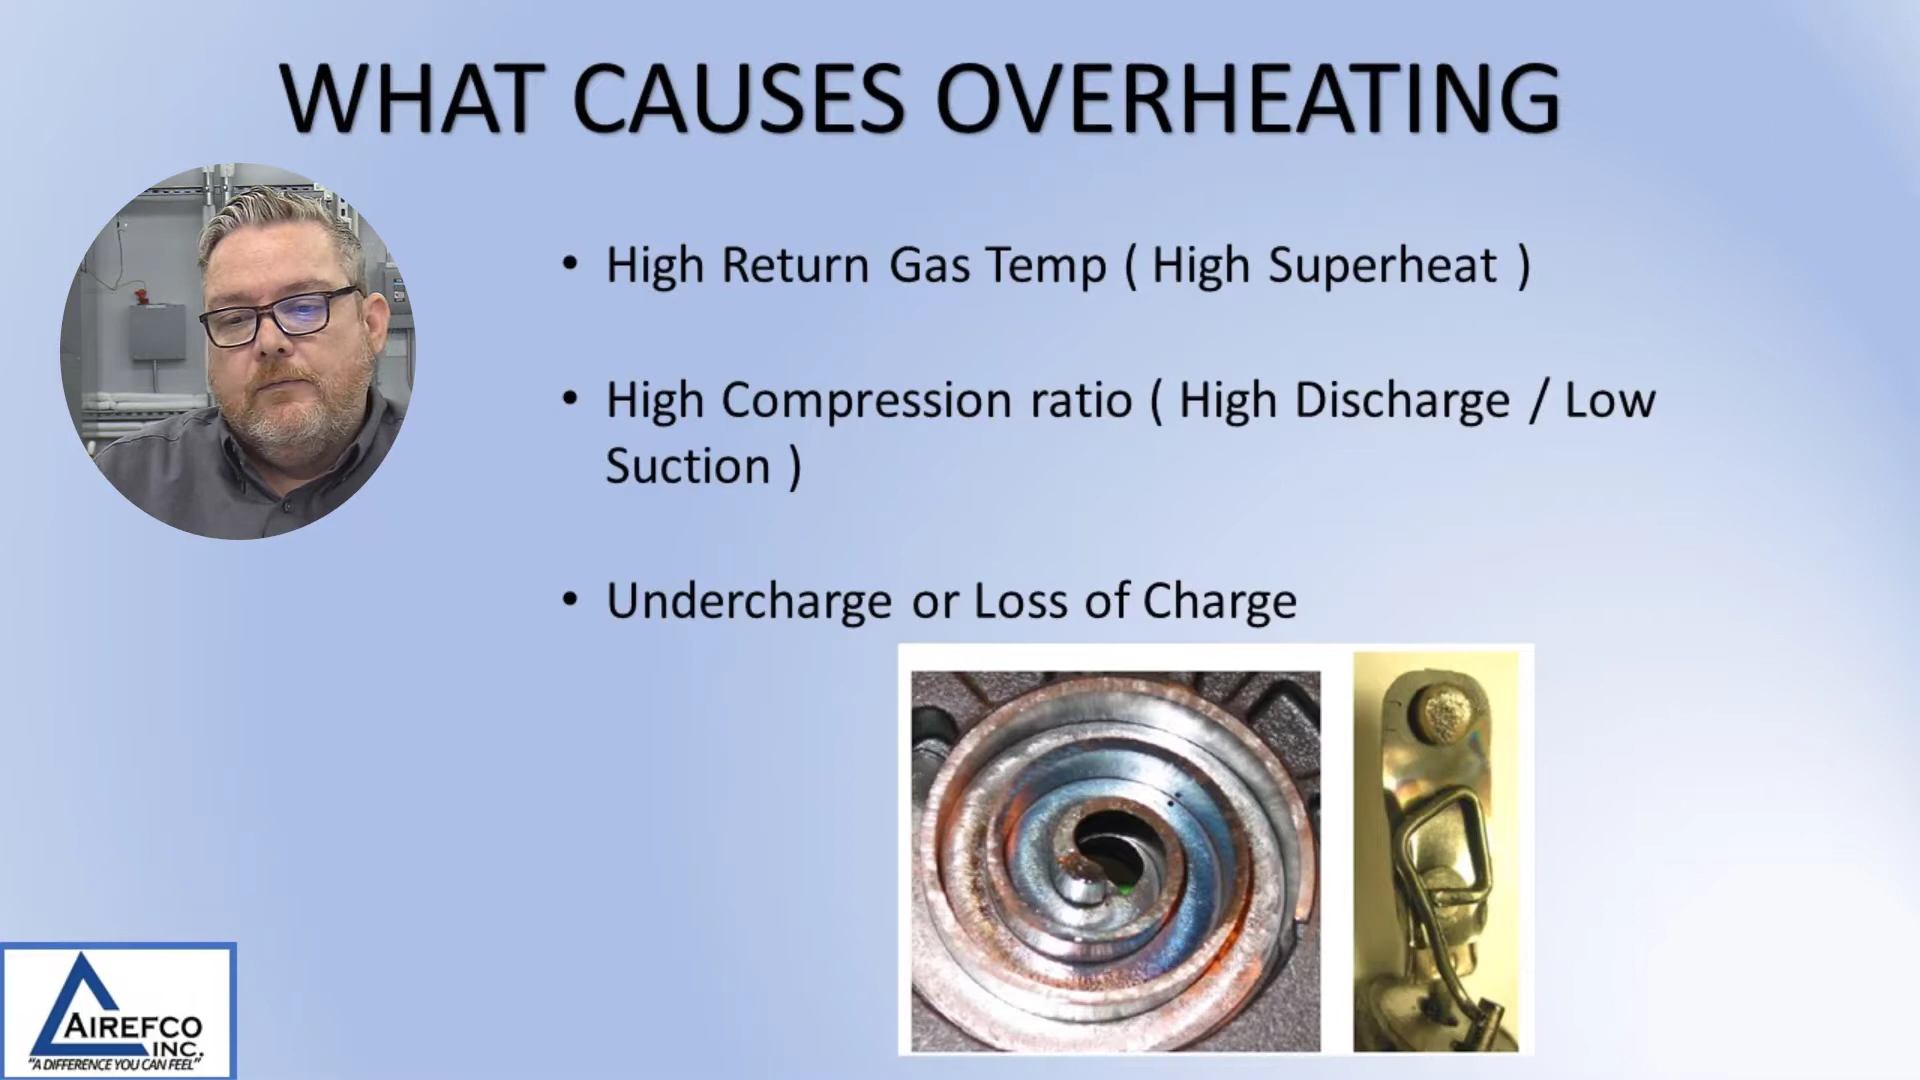 WHAT CAUSES OVERHEATING
• High Return Gas Temp ( High Superheat )
• High Compression ratio ( High Discharge / Low
Suction )
• Undercharge or Loss of Charge
AIREFCO
INC.
"A DIFFERENCE YOU CAN FEEL"